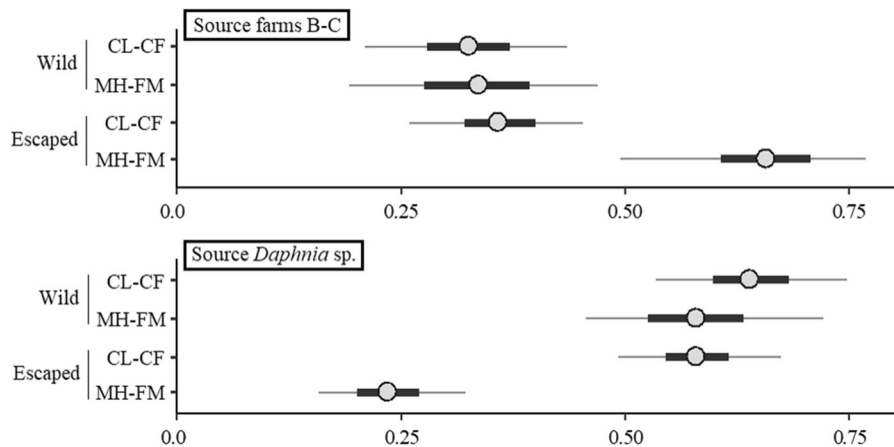 Source farms B-C
Wild
CL-CF
MH-FM
Escaped
CL-CF
MH-FM
0.0 0.25 0.50 0.75
Source Daphnia sp.
Wild
CL-CF
MH-FM
Escaped
CL-CF
MH-FM
0.0 0.25 0.50 0.75